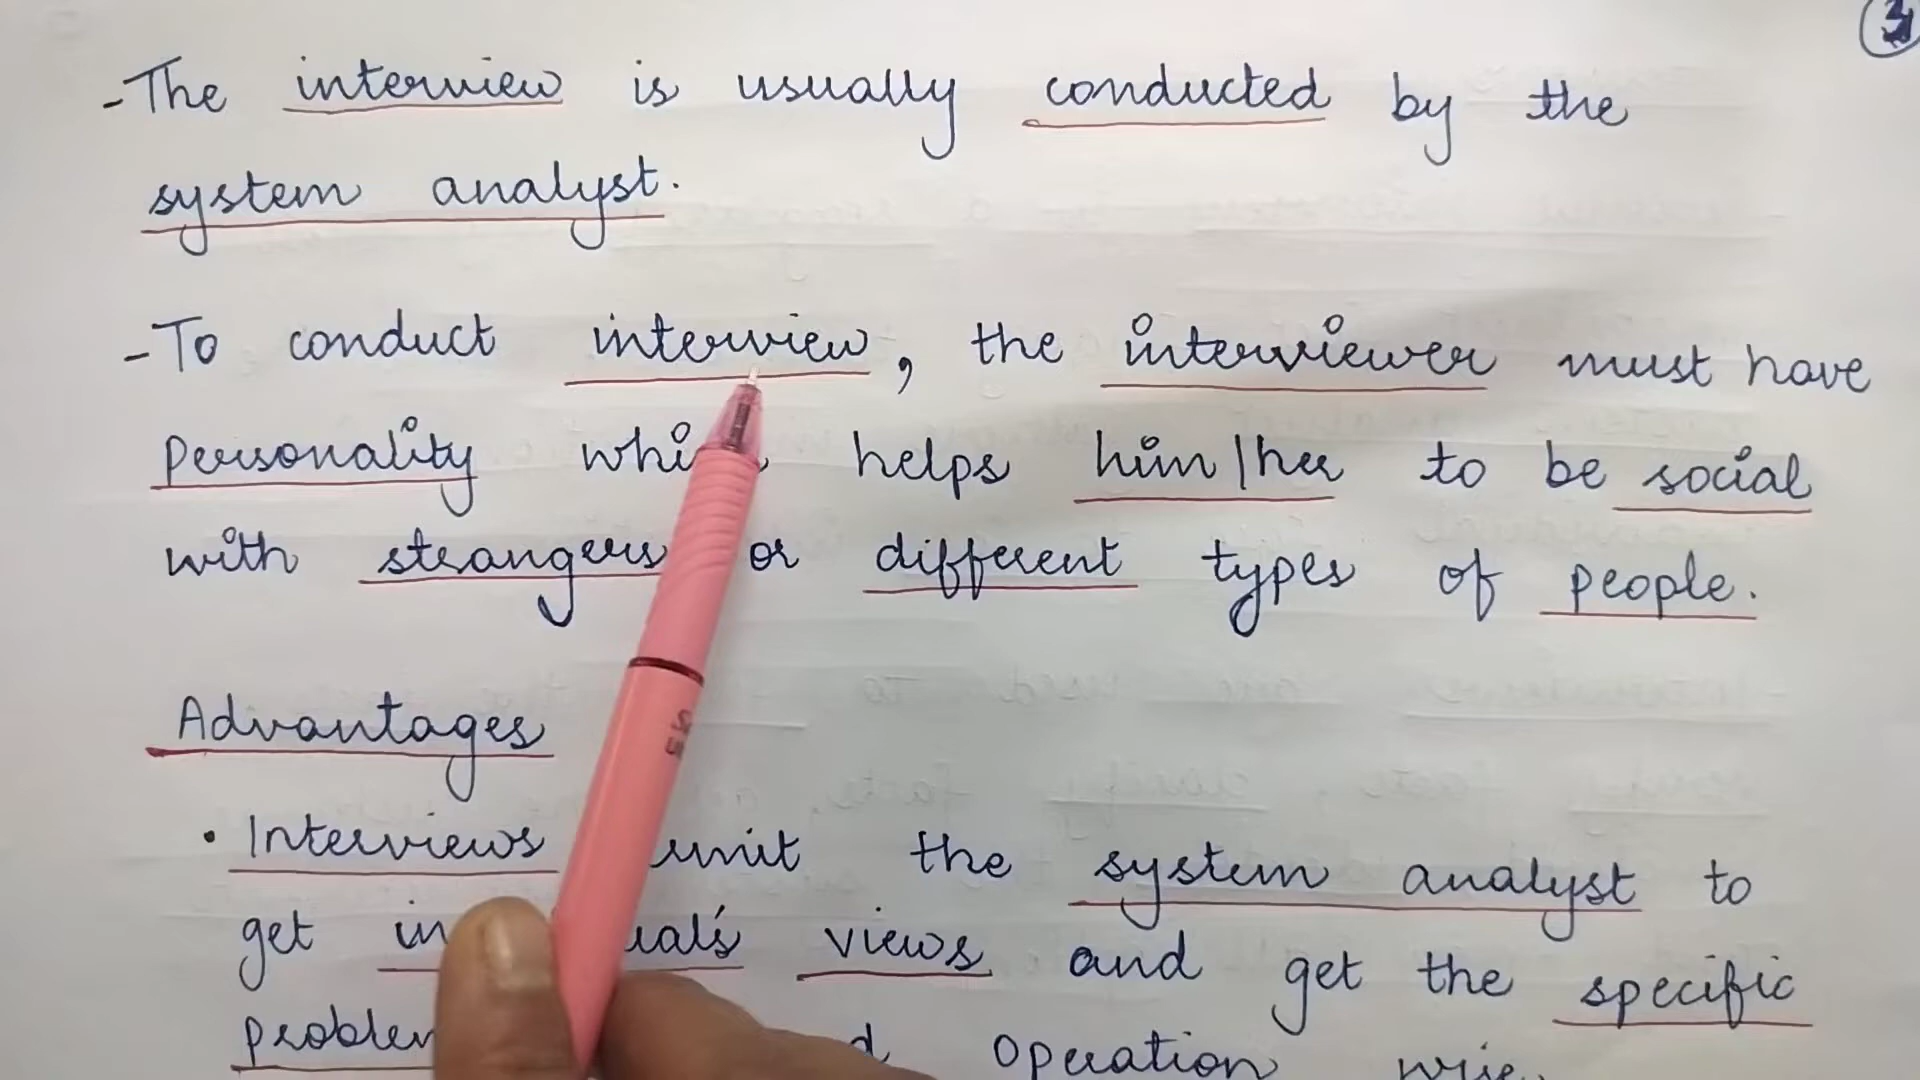 3
-The interview is usually conducted by the
system analyst.
-To conduct interview, the interviewer must have
Personality helps him/her to be social
with strangers or different types of people.
Advantages
• Interviews the system analyst to
get views and get the specific
operation wise.